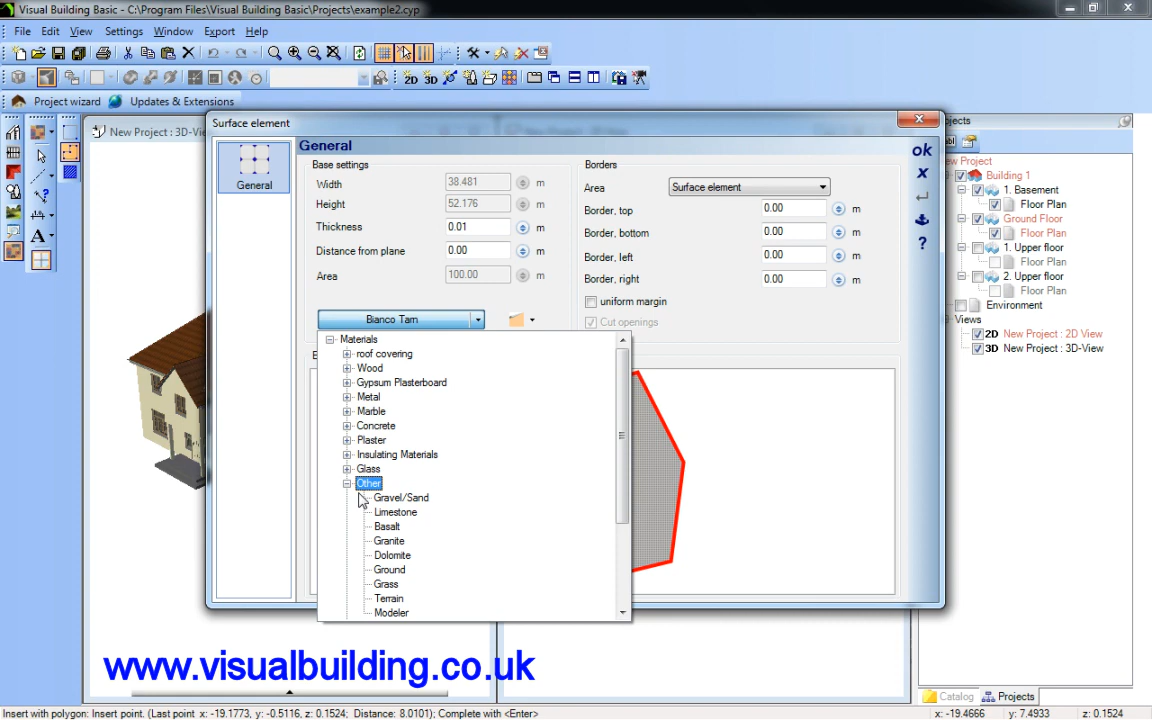 Visual Building Basic - C:\Program Files\Visual Building Basic\Projects\example2.cyp
File Edit View Settings Window Export Help
2D 3D
Project wizard Updates & Extensions
New Project : 3D-Vie
Surface element
General
General
Base settings
Width 38.481 m
Height 52.176 m
Thickness 0.01 m
Distance from plane 0.00 m
Area 100.00 m
Bianco Tam
Borders
Area Surface element
Border, top 0.00 m
Border, bottom 0.00 m
Border, left 0.00 m
Border, right 0.00 m
uniform margin
Cut openings
Materials
roof covering
Wood
Gypsum Plasterboard
Metal
Marble
Concrete
Plaster
Insulating Materials
Glass
Other
Gravel/Sand
Limestone
Basalt
Granite
Dolomite
Ground
Grass
Terrain
Modeler
ok
x
?
ojects
abl
ew Project
Building 1
1. Basement
Floor Plan
Ground Floor
Floor Plan
1. Upper floor
Floor Plan
2. Upper floor
Floor Plan
Environment
Views
2D New Project : 2D View
3D New Project : 3D-View
Catalog Projects
www.visualbuilding.co.uk
Insert with polygon: Insert point. (Last point x: -19.1773, y: -0.5116, z: 0.1524, Distance: 8.0101); Complete with <Enter>
x: -19.4666 y: 7.4933 z: 0.1524